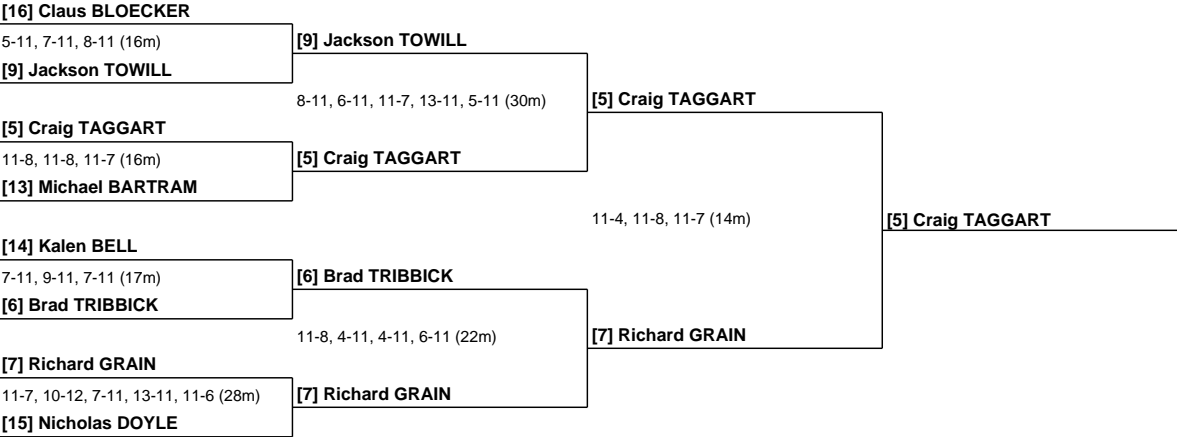 [16] Claus BLOECKER
5-11, 7-11, 8-11 (16m)
[9] Jackson TOWILL
[9] Jackson TOWILL
8-11, 6-11, 11-7, 13-11, 5-11 (30m)
[5] Craig TAGGART
[5] Craig TAGGART
11-8, 11-8, 11-7 (16m)
[5] Craig TAGGART
[13] Michael BARTRAM
11-4, 11-8, 11-7 (14m)
[5] Craig TAGGART
[14] Kalen BELL
7-11, 9-11, 7-11 (17m)
[6] Brad TRIBBICK
[6] Brad TRIBBICK
11-8, 4-11, 4-11, 6-11 (22m)
[7] Richard GRAIN
[7] Richard GRAIN
11-7, 10-12, 7-11, 13-11, 11-6 (28m)
[7] Richard GRAIN
[15] Nicholas DOYLE